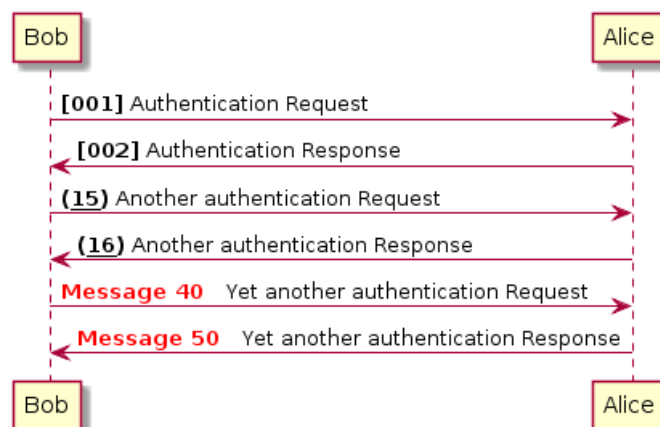 Bob Alice
[001] Authentication Request
[002] Authentication Response
(15) Another authentication Request
(16) Another authentication Response
Message 40 Yet another authentication Request
Message 50 Yet another authentication Response
Bob Alice